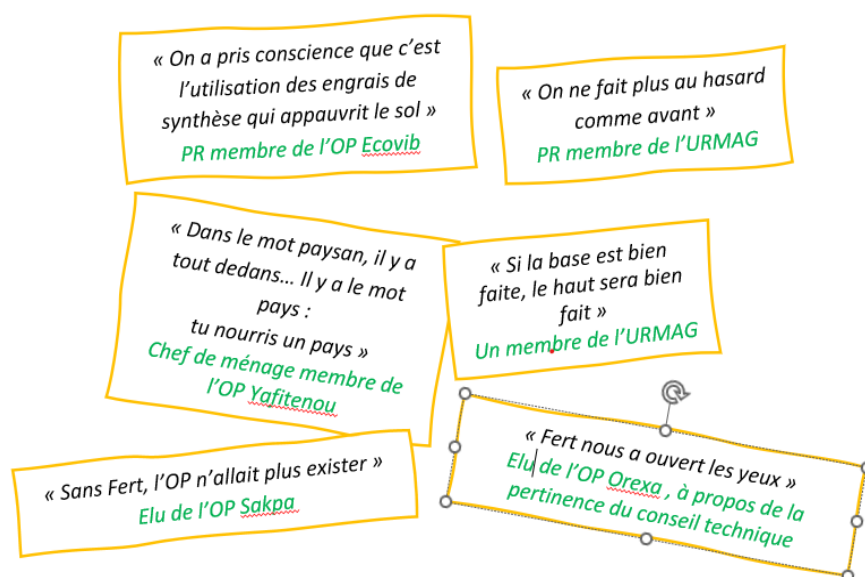 « On a pris conscience que c’est
l’utilisation des engrais de
synthèse qui appauvrit le sol »
PR membre de l’OP Ecovib
« On ne fait plus au hasard
comme avant »
PR membre de l’URMAG
« Dans le mot paysan, il y a
tout dedans... Il y a le mot
pays :
tu nourris un pays »
Chef de ménage membre de
l’OP Yafitenou
« Si la base est bien
faite, le haut sera bien
fait »
Un membre de l’URMAG
« Sans Fert, l’OP n’allait plus exister »
Elu de l’OP Sakpa
« Fert nous a ouvert les yeux »
Elu de l’OP Orexa , à propos de la
pertinence du conseil technique